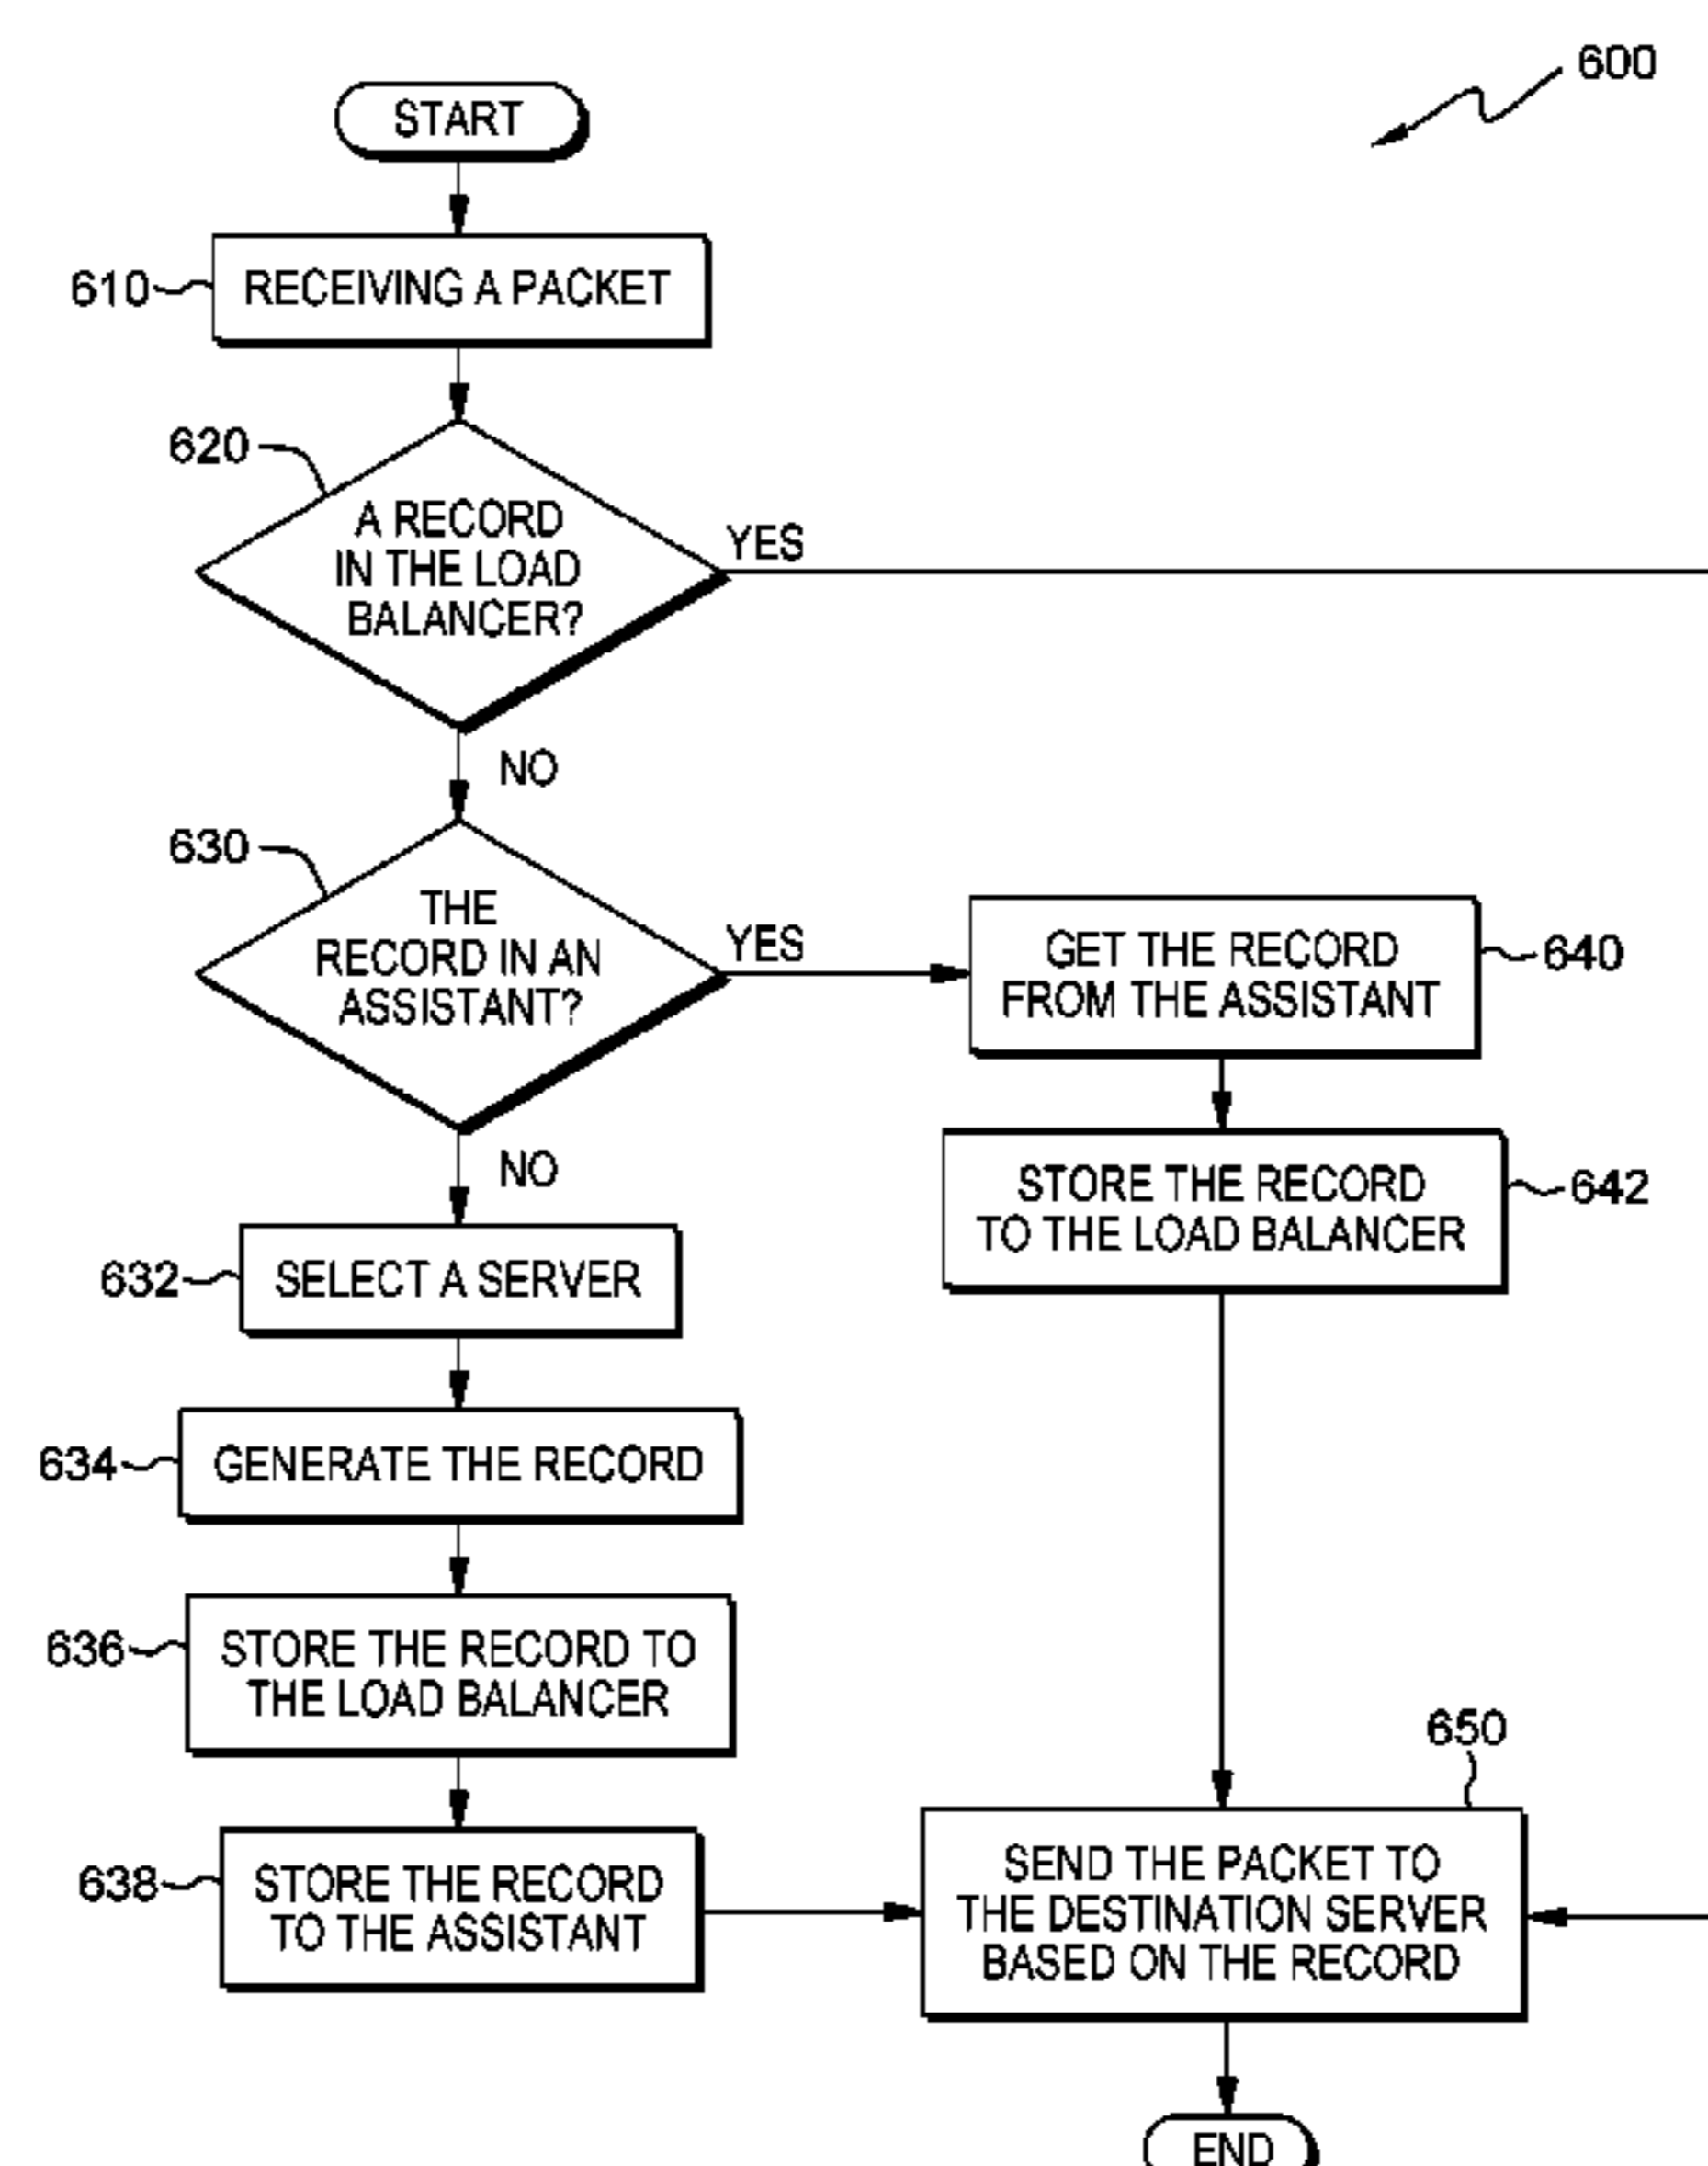 600
START
610
RECEIVING A PACKET
620
A RECORD
IN THE LOAD
BALANCER?
YES
NO
630
THE
RECORD IN AN
ASSISTANT?
YES
GET THE RECORD
FROM THE ASSISTANT
640
STORE THE RECORD
TO THE LOAD BALANCER
642
NO
632
SELECT A SERVER
634
GENERATE THE RECORD
636
STORE THE RECORD TO
THE LOAD BALANCER
638
STORE THE RECORD
TO THE ASSISTANT
650
SEND THE PACKET TO
THE DESTINATION SERVER
BASED ON THE RECORD
END